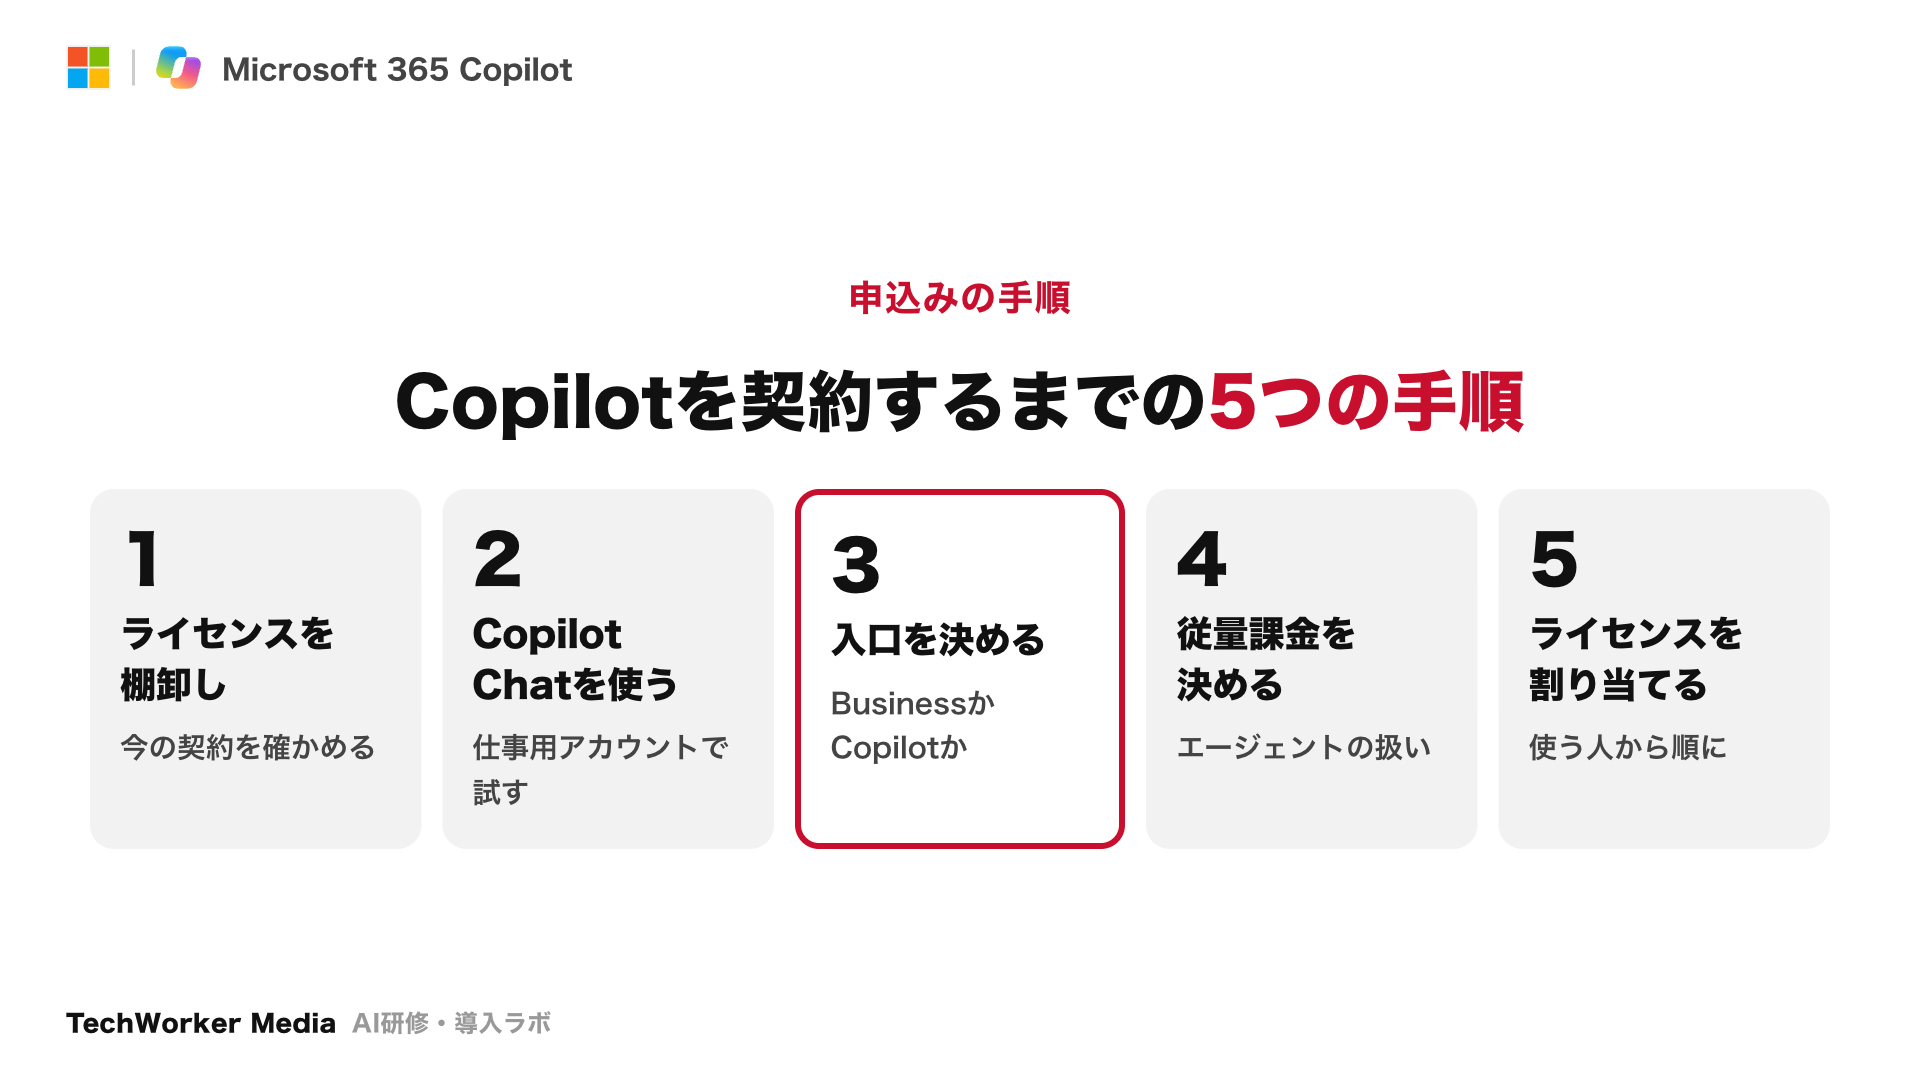 Microsoft 365 Copilot
申込みの手順
Copilotを契約するまでの5つの手順
1
ライセンスを
棚卸し
今の契約を確かめる
2
Copilot
Chatを使う
仕事用アカウントで
試す
3
入口を決める
Businessか
Copilotか
4
従量課金を
決める
エージェントの扱い
5
ライセンスを
割り当てる
使う人から順に
TechWorker Media AI研修・導入ラボ